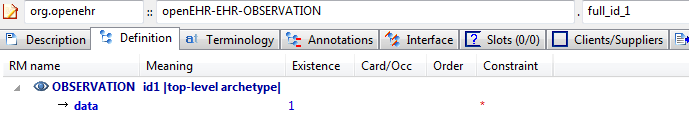 org.openehr :: openEHR-EHR-OBSERVATION . full_id_1
Description Definition Terminology Annotations Interface Slots (0/0) Clients/Suppliers
RM name Meaning Existence Card/Occ Order Constraint
OBSERVATION id1 |top-level archetype|
data 1 *